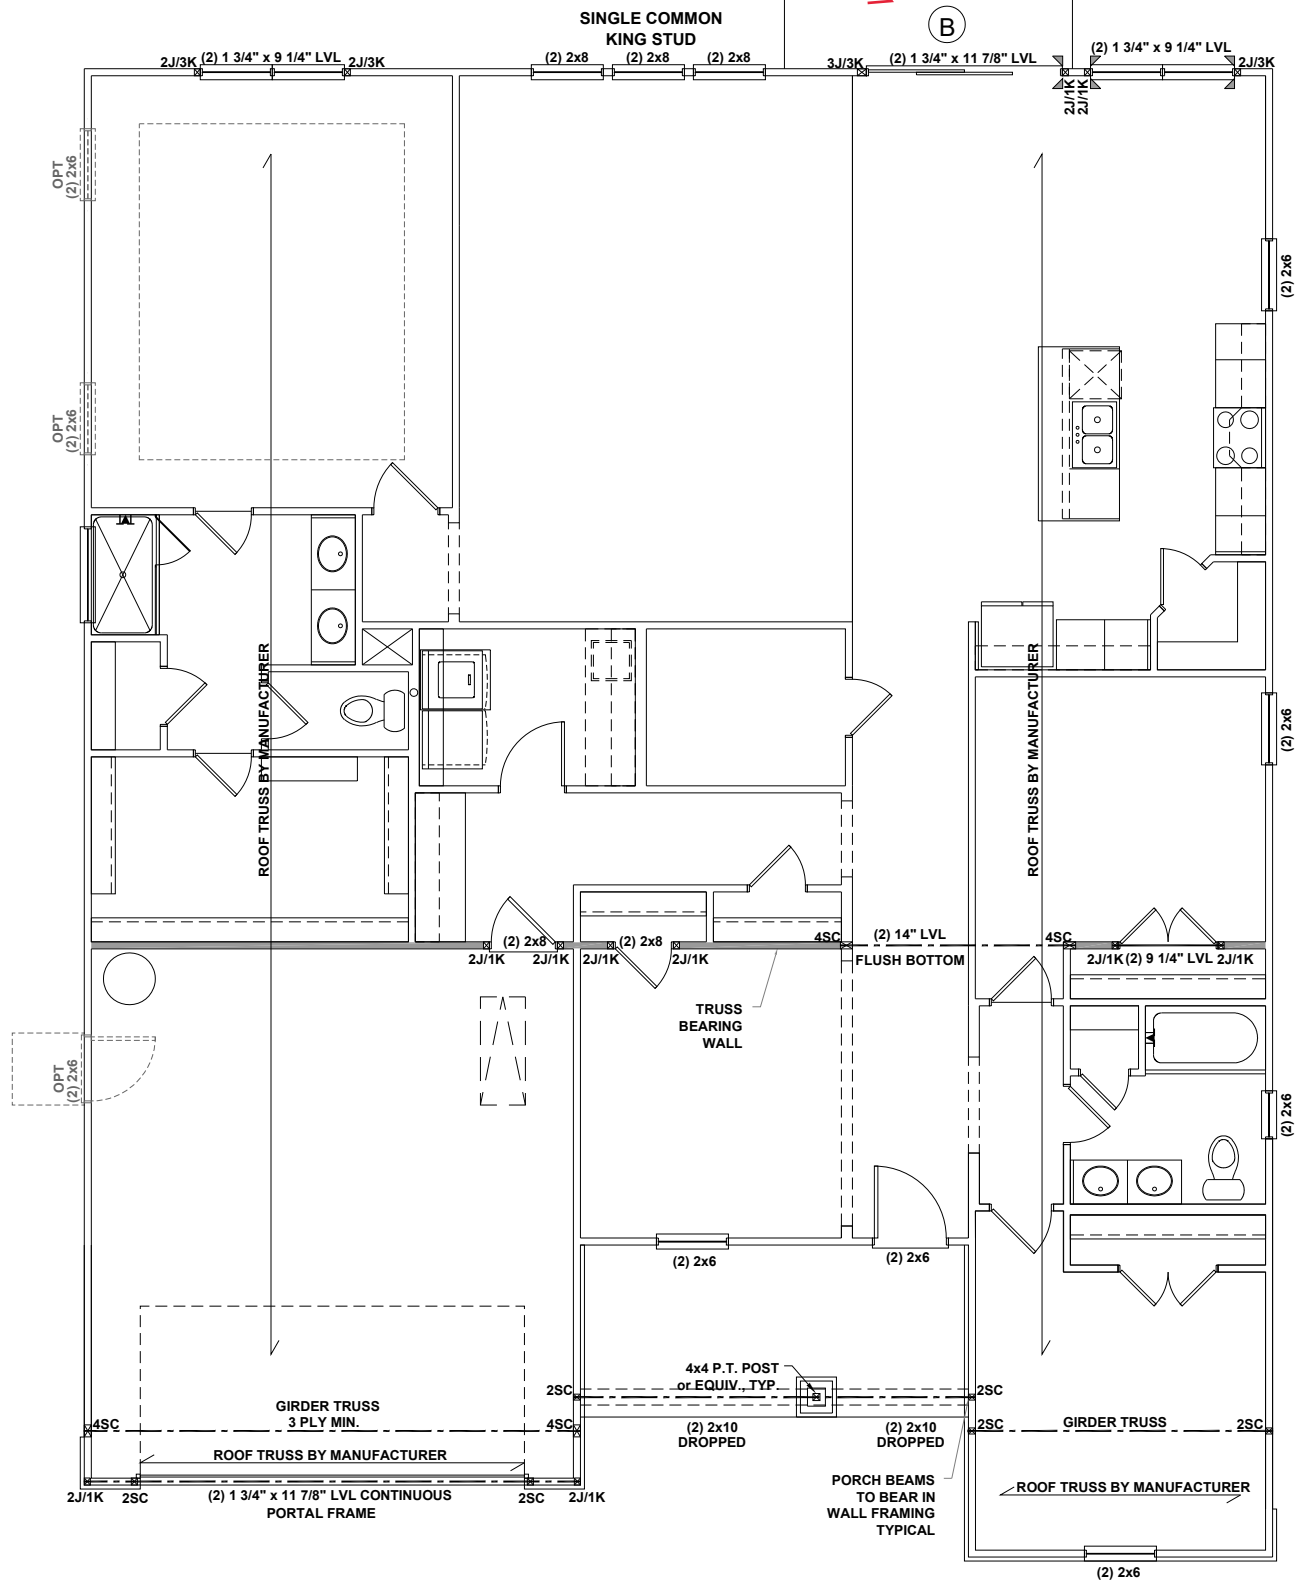 SINGLE COMMON
KING STUD
B
2J/3K
(2) 1 3/4" x 9 1/4" LVL
2J/3K
(2) 2x8
(2) 2x8
(2) 2x8
3J/3K
(2) 1 3/4" x 11 7/8" LVL
(2) 1 3/4" x 9 1/4" LVL
2J/3K
2J/1K
2J/1K
OPT
(2) 2x6
(2) 2x6
OPT
(2) 2x6
ROOF TRUSS BY MANUFACTURER
ROOF TRUSS BY MANUFACTURER
(2) 2x6
4SC
(2) 14" LVL
4SC
(2) 2x8
(2) 2x8
2J/1K
2J/1K
2J/1K
2J/1K
FLUSH BOTTOM
2J/1K
(2) 9 1/4" LVL
2J/1K
TRUSS
BEARING
WALL
OPT
(2) 2x6
(2) 2x6
(2) 2x6
(2) 2x6
4x4 P.T. POST
or EQUIV., TYP.
2SC
2SC
GIRDER TRUSS
3 PLY MIN.
4SC
4SC
(2) 2x10
DROPPED
(2) 2x10
DROPPED
2SC
GIRDER TRUSS
2SC
ROOF TRUSS BY MANUFACTURER
PORCH BEAMS
TO BEAR IN
WALL FRAMING
TYPICAL
ROOF TRUSS BY MANUFACTURER
2J/1K
2SC
(2) 1 3/4" x 11 7/8" LVL CONTINUOUS
PORTAL FRAME
2SC
2J/1K
(2) 2x6